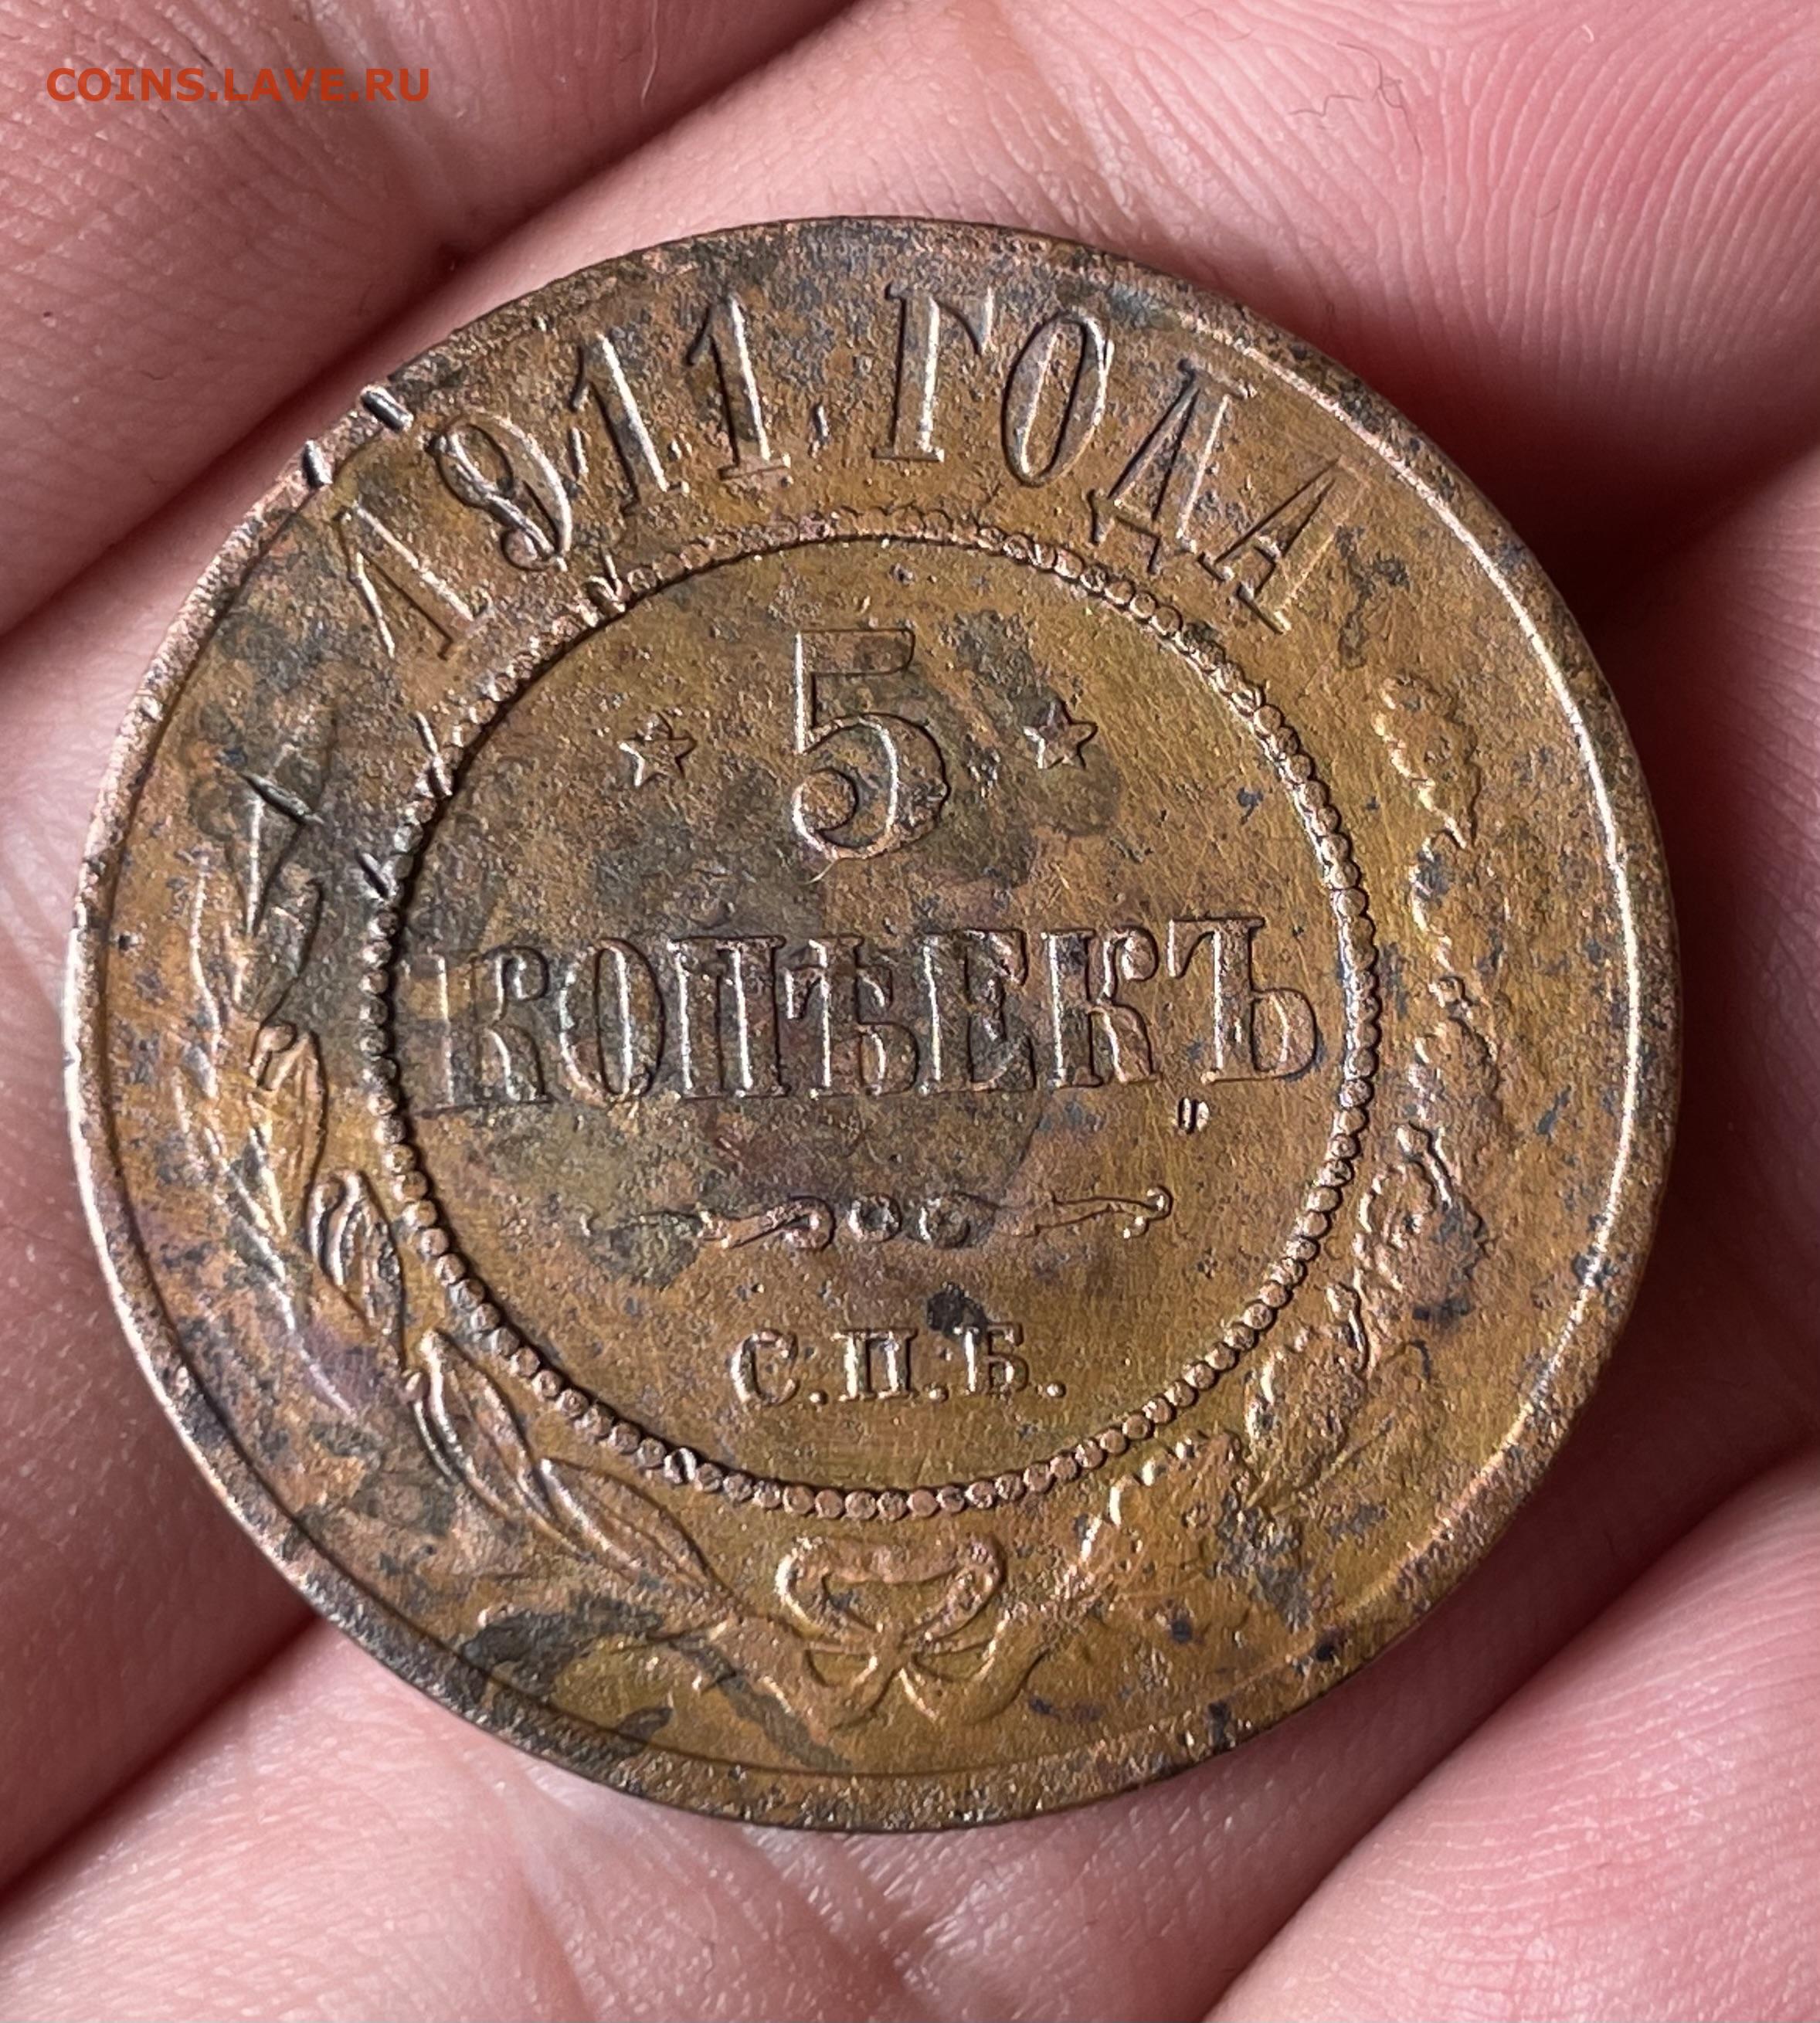 COINS.LAVE.RU
1911 ГОДА
5
КОПѢЕКЪ
С.П.Б.